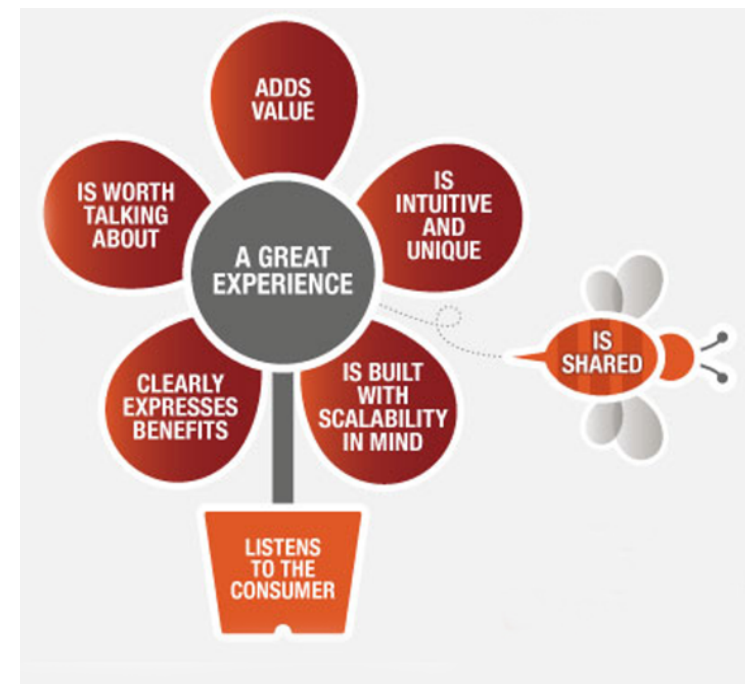 ADDS
VALUE
IS WORTH
TALKING
ABOUT
IS
INTUITIVE
AND
UNIQUE
A GREAT
EXPERIENCE
IS
SHARED
CLEARLY
EXPRESSES
BENEFITS
IS BUILT
WITH
SCALABILITY
IN MIND
LISTENS
TO THE
CONSUMER